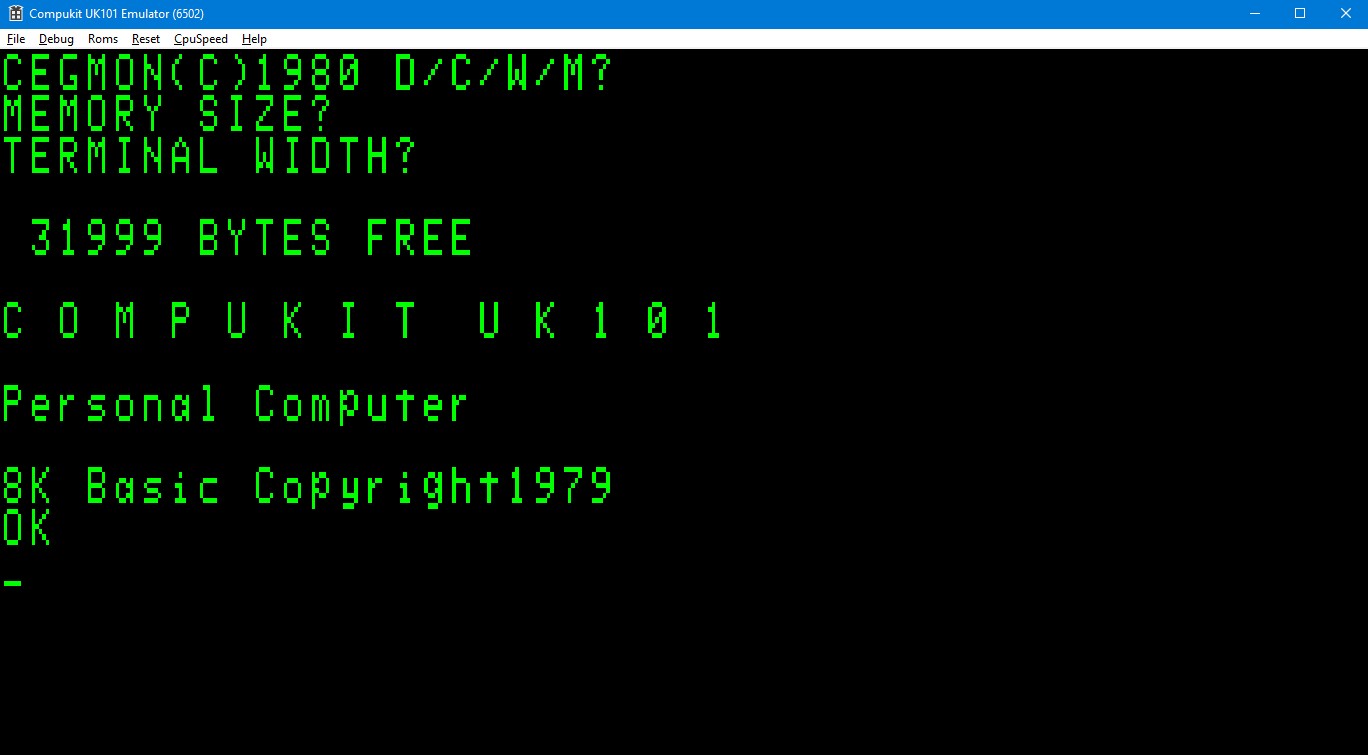 Compukit UK101 Emulator (6502)
File Debug Roms Reset CpuSpeed Help
CEGMON(C)1980 D/C/W/M?
MEMORY SIZE?
TERMINAL WIDTH?
31999 BYTES FREE
C O M P U K I T  U K 1 0 1
Personal Computer
8K Basic Copyright1979
OK
_